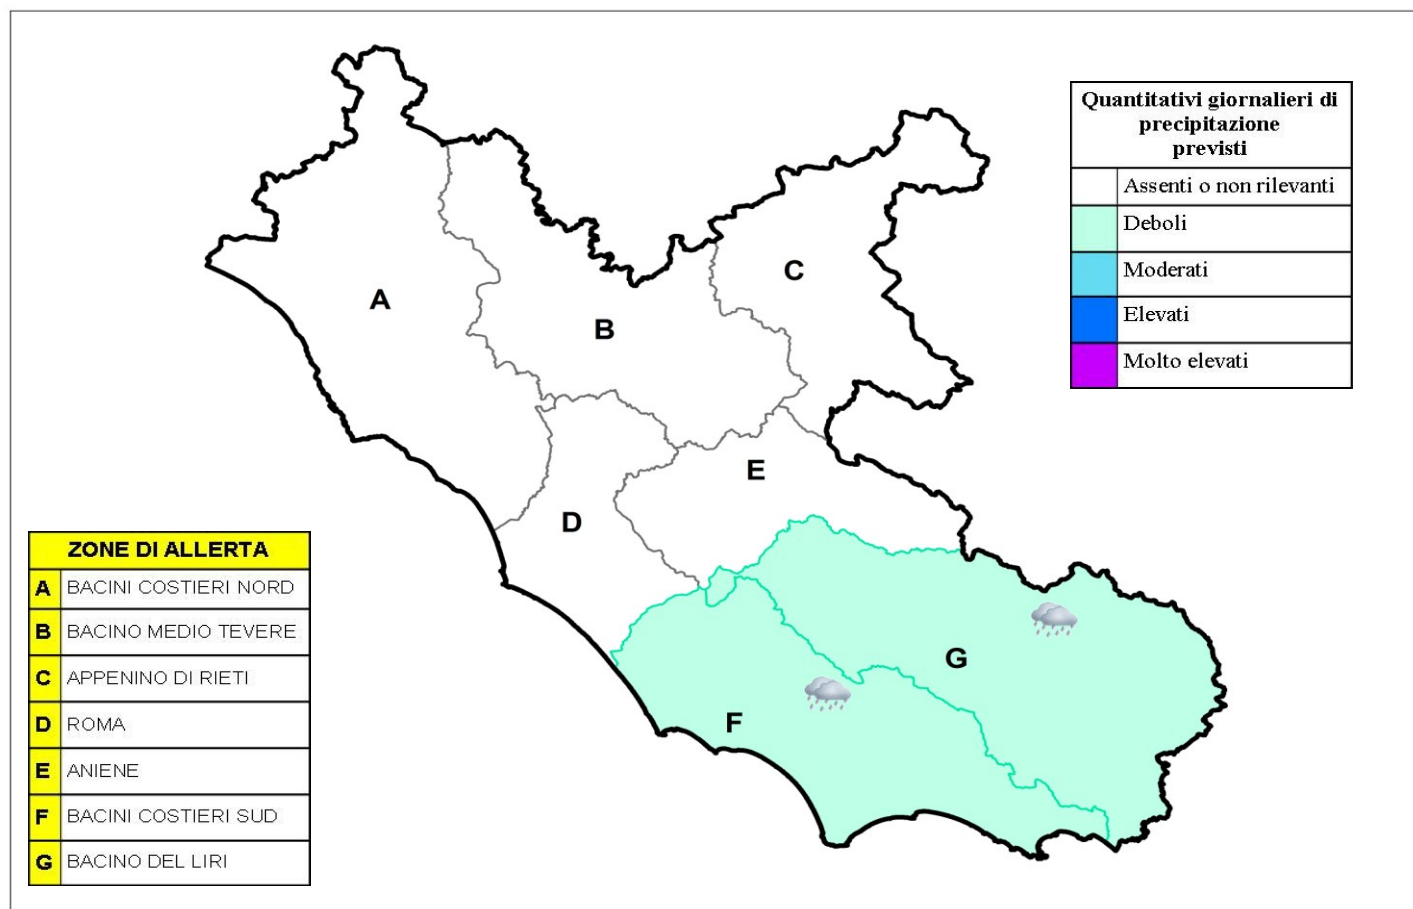 Quantitativi giornalieri di
precipitazione
previsti
Assenti o non rilevanti
Deboli
Moderati
Elevati
Molto elevati
A
B
C
D
E
F
G
ZONE DI ALLERTA
A BACINI COSTIERI NORD
B BACINO MEDIO TEVERE
C APPENINO DI RIETI
D ROMA
E ANIENE
F BACINI COSTIERI SUD
G BACINO DEL LIRI